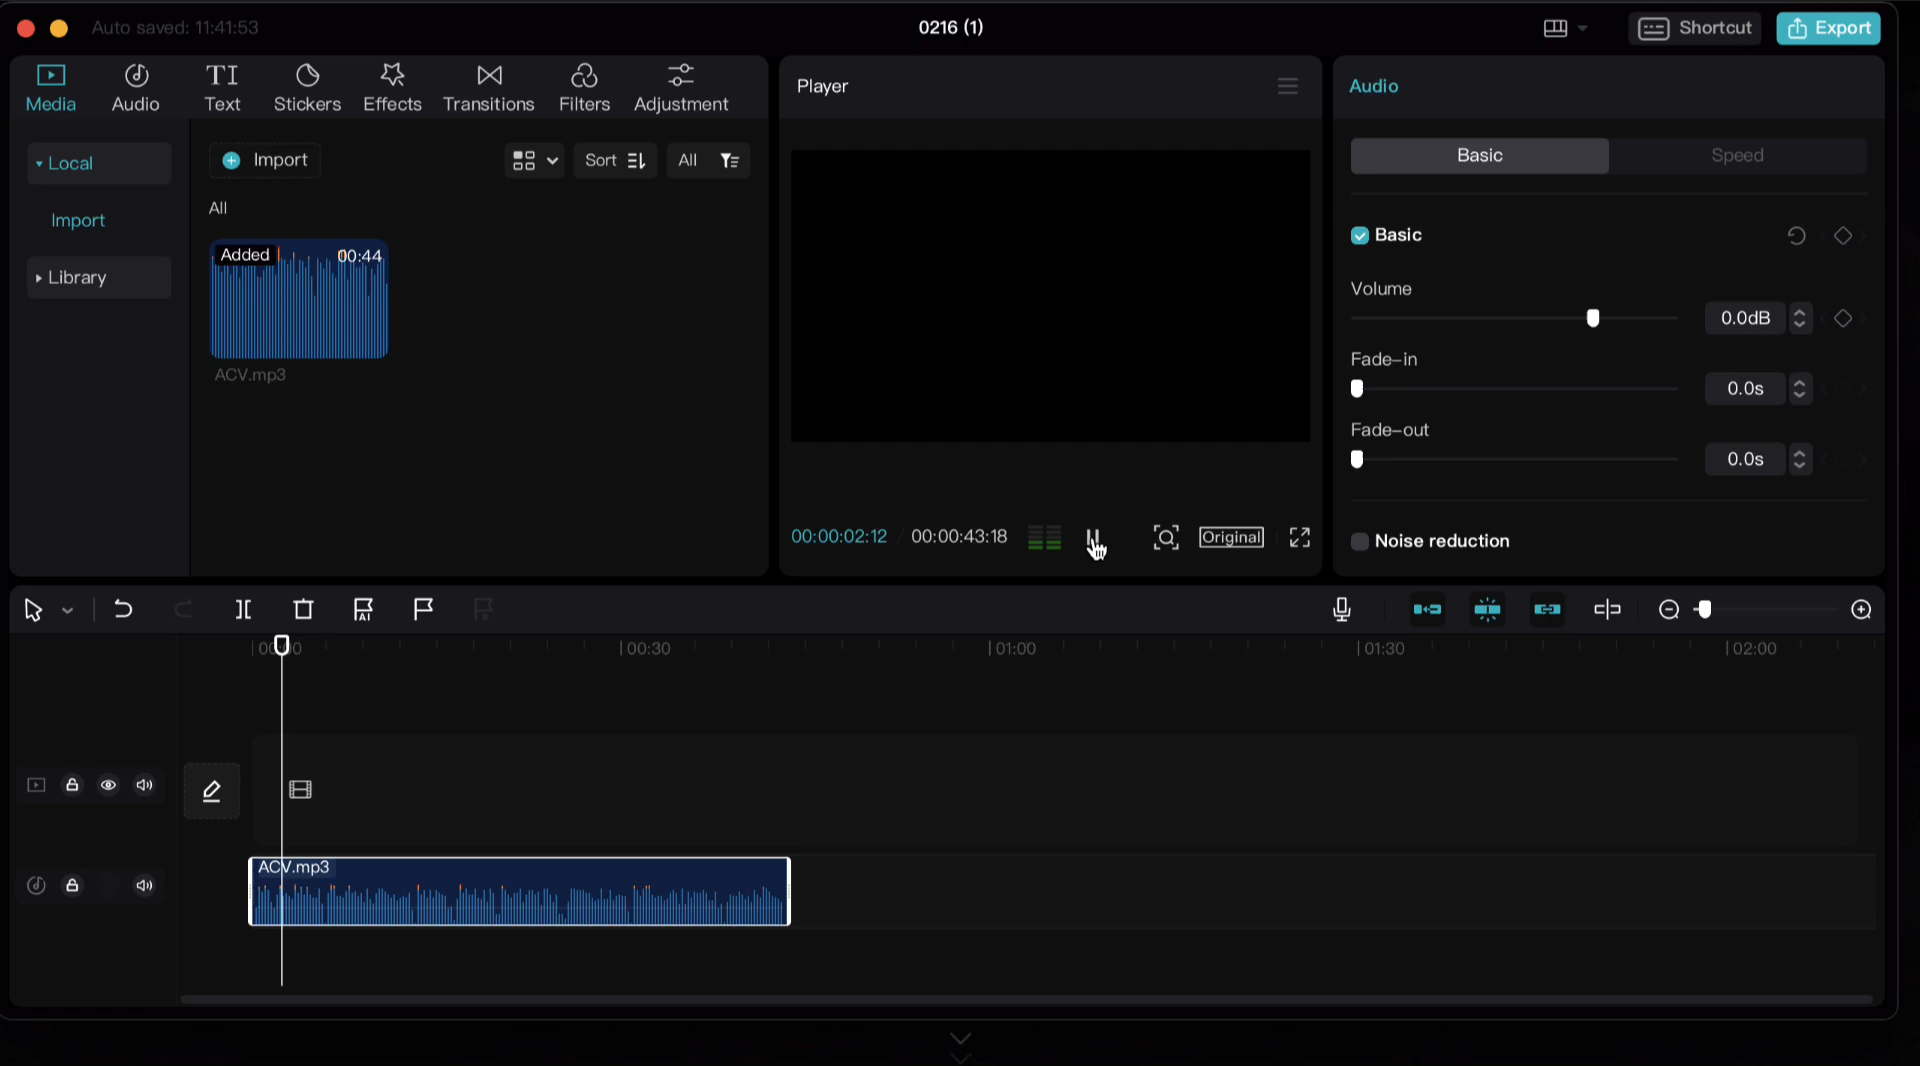 Auto saved: 11:41:53
0216 (1)
Shortcut
Export
Media
Audio
Text
Stickers
Effects
Transitions
Filters
Adjustment
Local
Import
Library
Import
Sort
All
All
Added
00:44
ACV.mp3
Player
00:00:02:12 / 00:00:43:18
Original
Audio
Basic
Speed
Basic
Volume
0.0dB
Fade-in
0.0s
Fade-out
0.0s
Noise reduction
AI
00:00
00:30
01:00
01:30
02:00
ACV.mp3